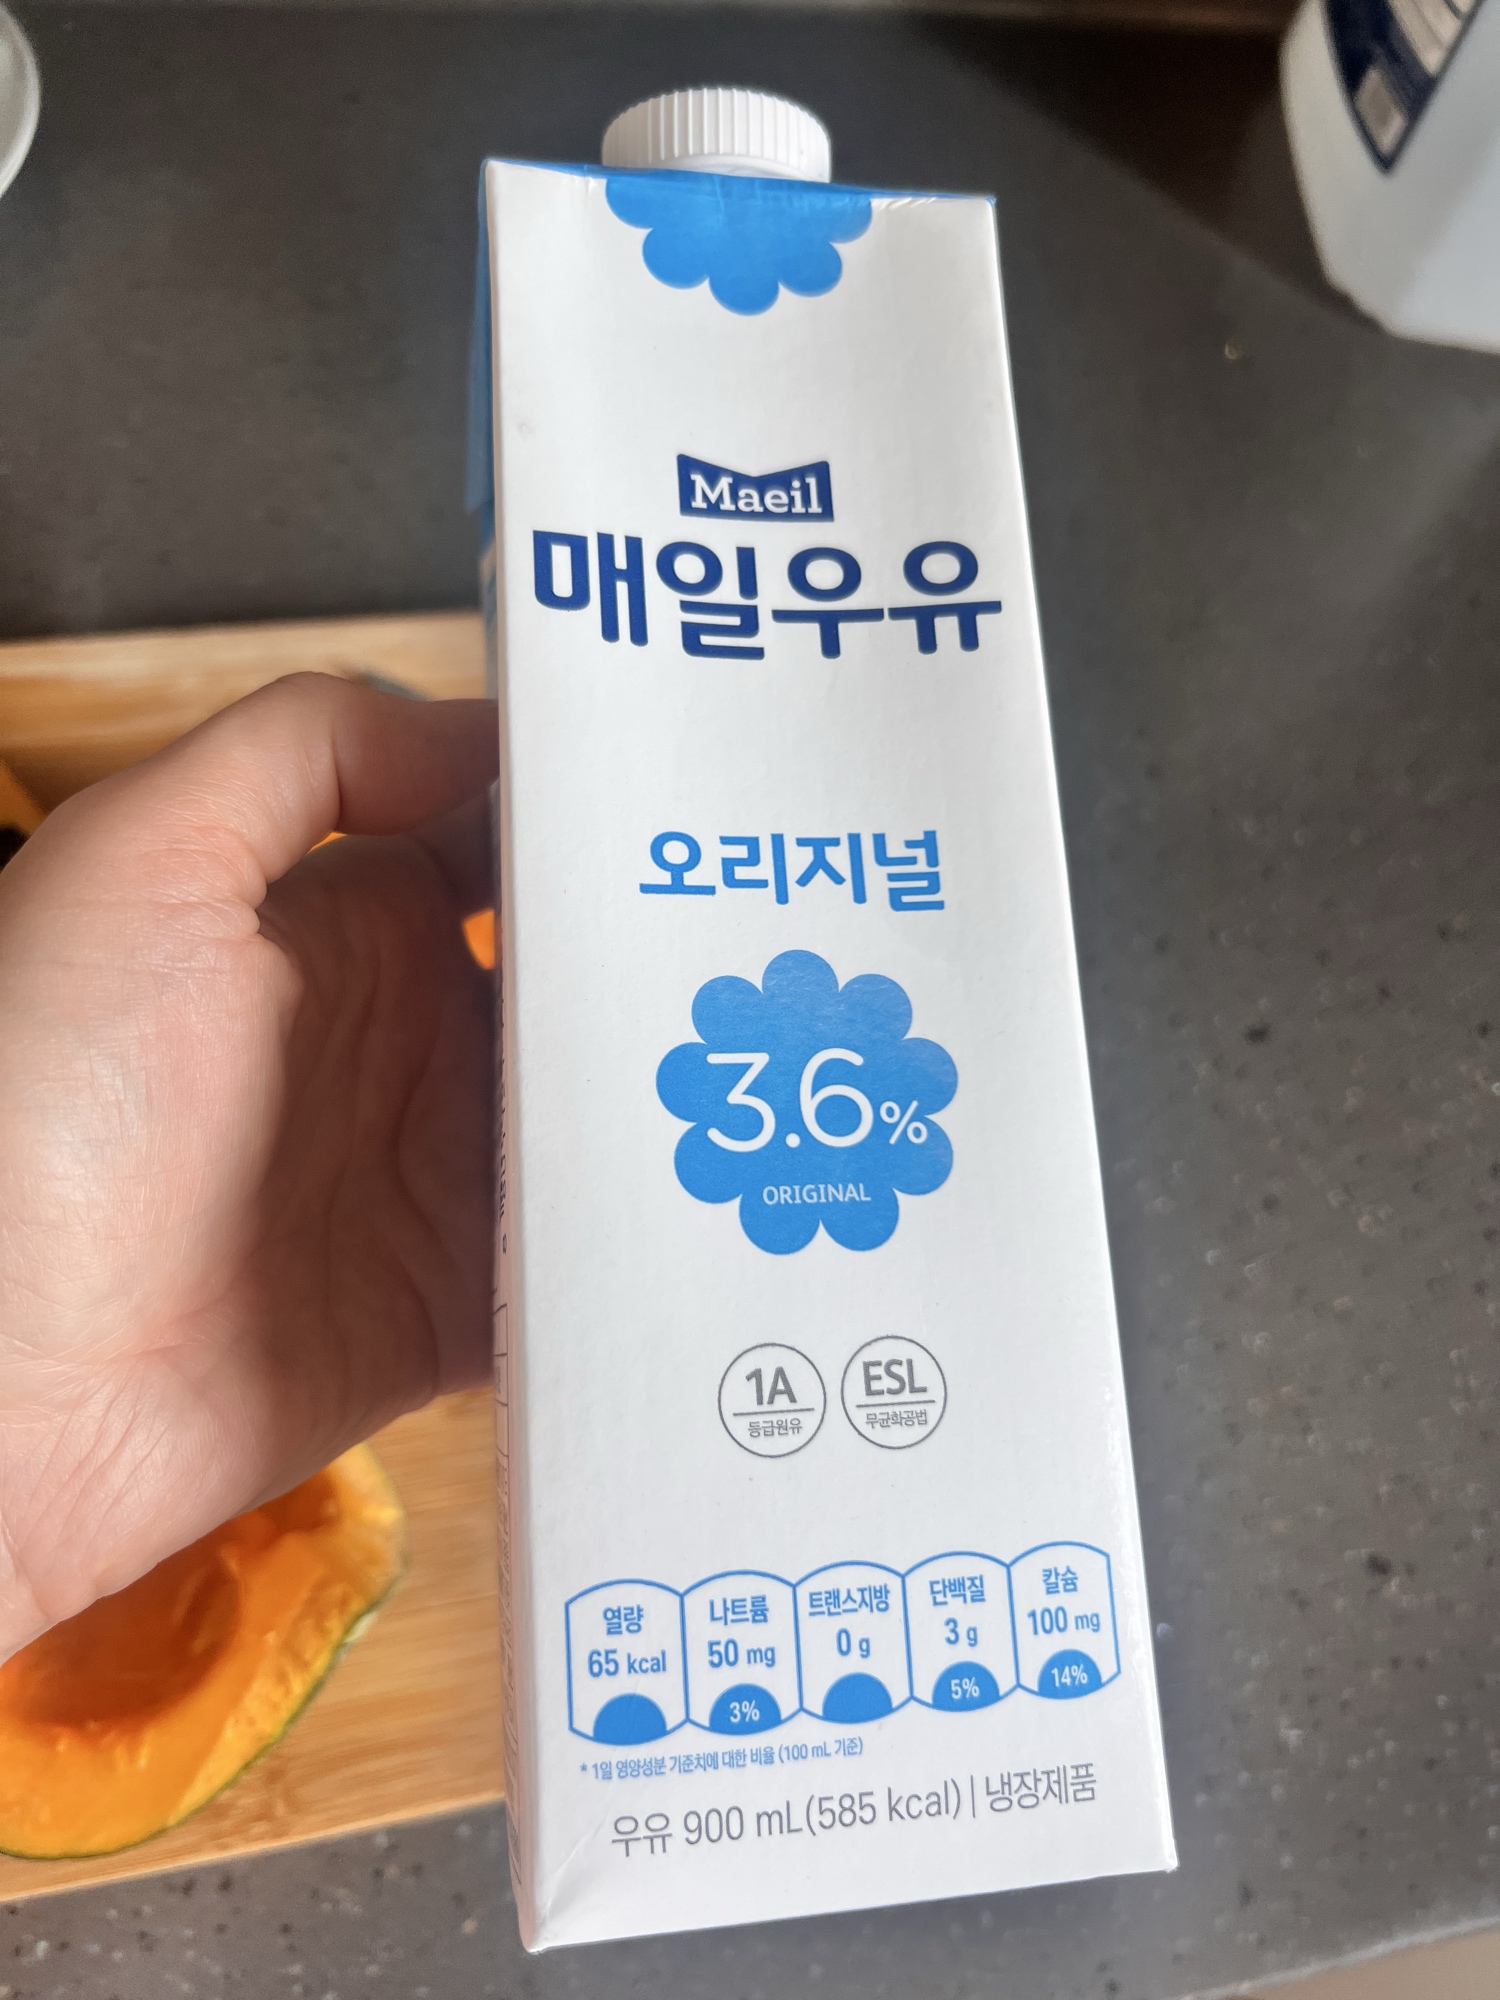 Maeil
매일우유
오리지널
3.6%
ORIGINAL
1A
등급원유
ESL
무균화공법
열량
65 kcal
나트륨
50 mg
3%
트랜스지방
0 g
단백질
3 g
5%
칼슘
100 mg
14%
* 1일 영양성분 기준치에 대한 비율 (100 mL 기준)
우유 900 mL(585 kcal) | 냉장제품